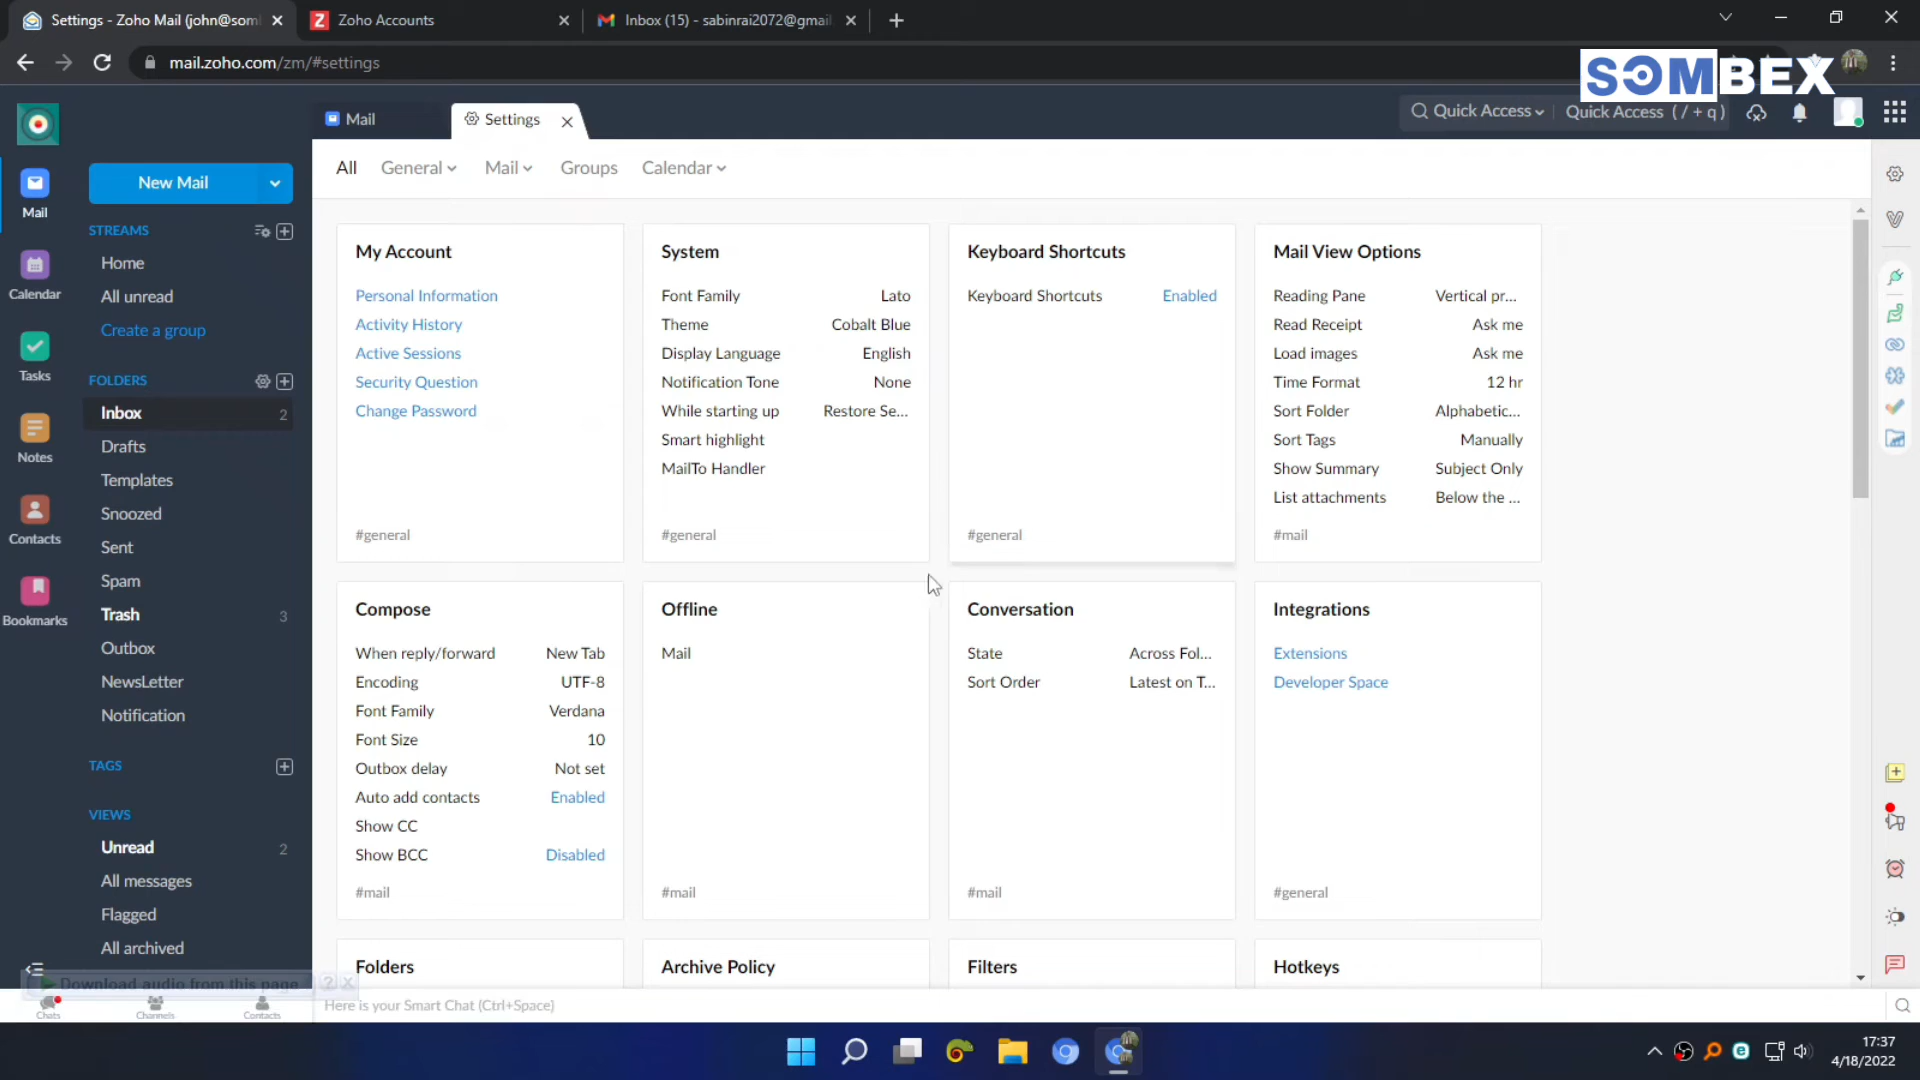 Settings - Zoho Mail (john@som
Zoho Accounts
Inbox (15) - sabinrai2072@gmail
mail.zoho.com/zm/#settings
SOMBEX
Mail
Settings
Quick Access
Quick Access ( / + q )
All
General
Mail
Groups
Calendar
Mail
Calendar
Tasks
Notes
Contacts
Bookmarks
New Mail
STREAMS
Home
All unread
Create a group
FOLDERS
Inbox 2
Drafts
Templates
Snoozed
Sent
Spam
Trash 3
Outbox
NewsLetter
Notification
TAGS
VIEWS
Unread 2
All messages
Flagged
All archived
Download audio from this page
? X
Chats
Channels
Contacts
My Account
Personal Information
Activity History
Active Sessions
Security Question
Change Password
#general
System
Font Family Lato
Theme Cobalt Blue
Display Language English
Notification Tone None
While starting up Restore Se...
Smart highlight
MailTo Handler
#general
Keyboard Shortcuts
Keyboard Shortcuts Enabled
#general
Mail View Options
Reading Pane Vertical pr...
Read Receipt Ask me
Load images Ask me
Time Format 12 hr
Sort Folder Alphabetic...
Sort Tags Manually
Show Summary Subject Only
List attachments Below the ...
#mail
Compose
When reply/forward New Tab
Encoding UTF-8
Font Family Verdana
Font Size 10
Outbox delay Not set
Auto add contacts Enabled
Show CC
Show BCC Disabled
#mail
Offline
Mail
#mail
Conversation
State Across Fol...
Sort Order Latest on T...
#mail
Integrations
Extensions
Developer Space
#general
Folders
Archive Policy
Filters
Hotkeys
Here is your Smart Chat (Ctrl+Space)
17:37
4/18/2022